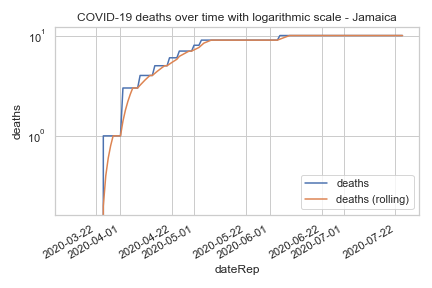 COVID-19 deaths over time with logarithmic scale - Jamaica
10¹
10⁰
deaths
deaths
deaths (rolling)
2020-03-22
2020-04-01
2020-04-22
2020-05-01
2020-05-22
2020-06-01
2020-06-22
2020-07-01
2020-07-22
dateRep